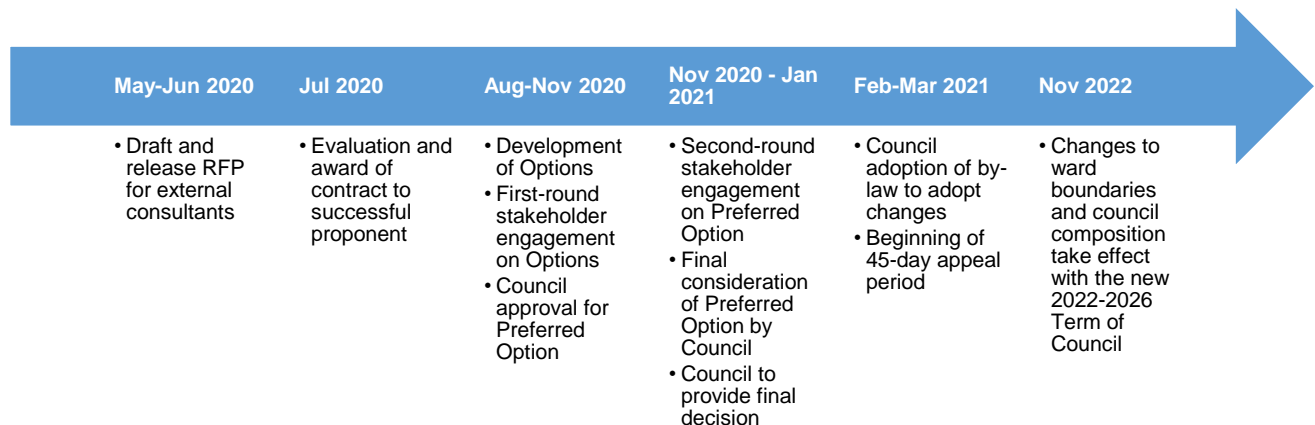 May-Jun 2020
• Draft and
release RFP
for external
consultants
Jul 2020
• Evaluation and
award of
contract to
successful
proponent
Aug-Nov 2020
• Development
of Options
• First-round
stakeholder
engagement
on Options
• Council
approval for
Preferred
Option
Nov 2020 - Jan
2021
• Second-round
stakeholder
engagement
on Preferred
Option
• Final
consideration
of Preferred
Option by
Council
• Council to
provide final
decision
Feb-Mar 2021
• Council
adoption of by-
law to adopt
changes
• Beginning of
45-day appeal
period
Nov 2022
• Changes to
ward
boundaries
and council
composition
take effect
with the new
2022-2026
Term of
Council